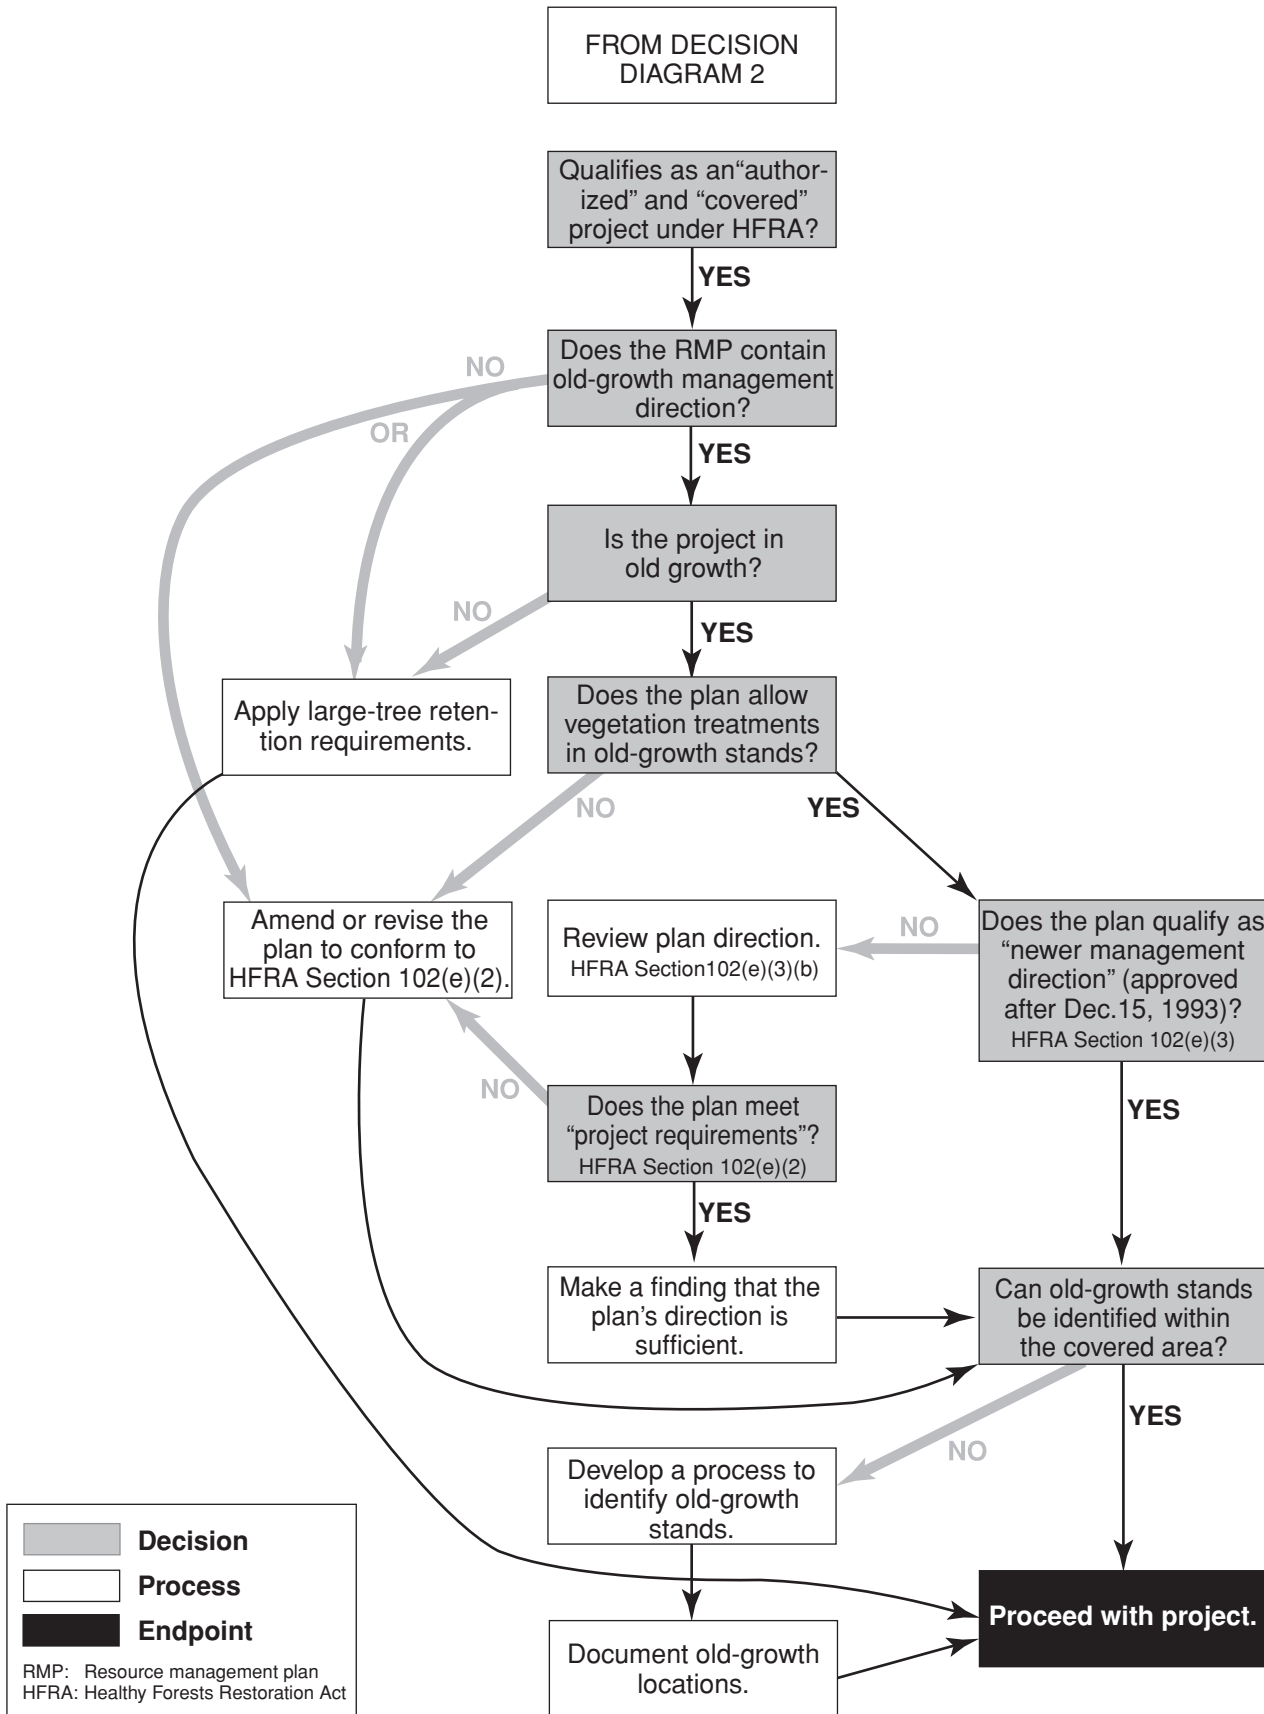 FROM DECISION
DIAGRAM 2
Qualifies as an“author-
ized” and “covered”
project under HFRA?
YES
Does the RMP contain
old-growth management
direction?
NO
OR
YES
Is the project in
old growth?
NO
YES
Apply large-tree reten-
tion requirements.
Does the plan allow
vegetation treatments
in old-growth stands?
NO
YES
Amend or revise the
plan to conform to
HFRA Section 102(e)(2).
Review plan direction.
HFRA Section102(e)(3)(b)
NO
Does the plan qualify as
“newer management
direction” (approved
after Dec.15, 1993)?
HFRA Section 102(e)(3)
NO
Does the plan meet
“project requirements”?
HFRA Section 102(e)(2)
YES
YES
Make a finding that the
plan’s direction is
sufficient.
Can old-growth stands
be identified within
the covered area?
YES
NO
Develop a process to
identify old-growth
stands.
Document old-growth
locations.
Proceed with project.
Decision
Process
Endpoint
RMP: Resource management plan
HFRA: Healthy Forests Restoration Act